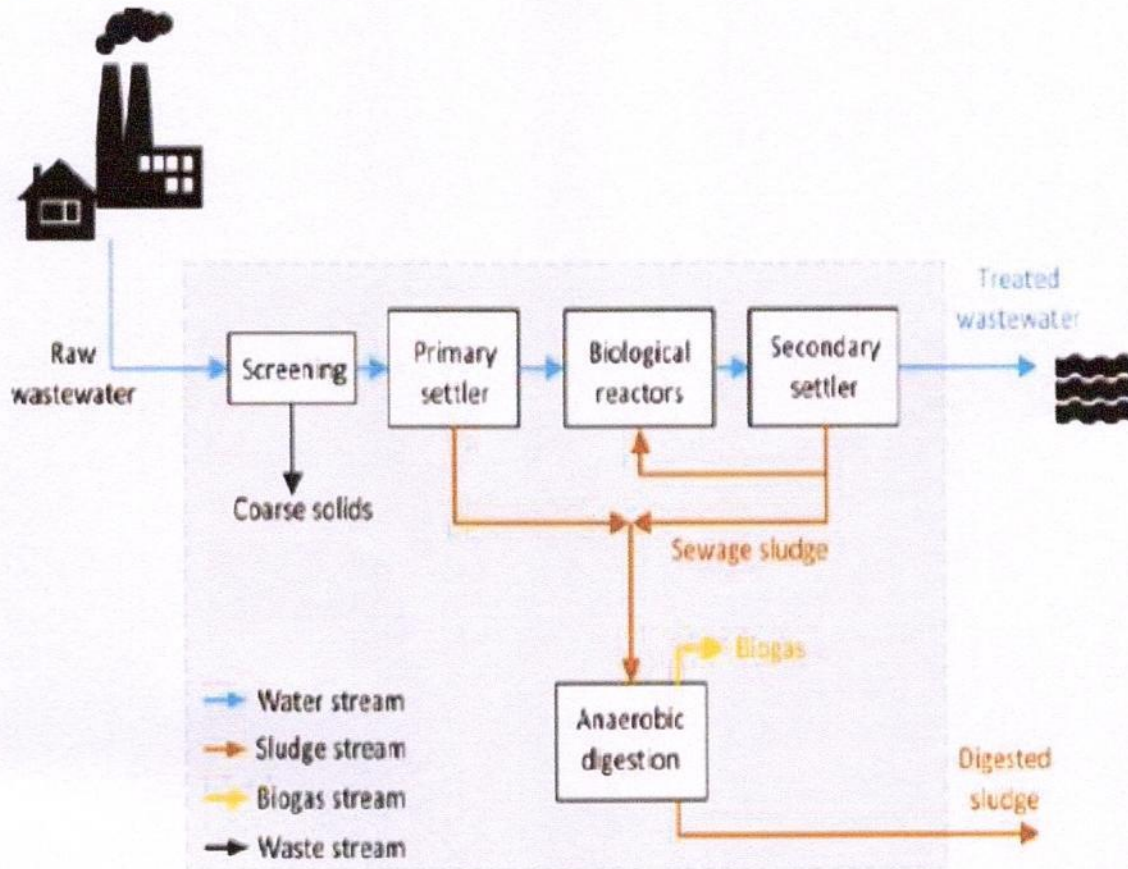 Raw
wastewater
Screening
Coarse solids
Primary
settler
Biological
reactors
Secondary
settler
Treated
wastewater
Sewage sludge
Biogas
Anaerobic
digestion
Digested
sludge
Water stream
Sludge stream
Biogas stream
Waste stream